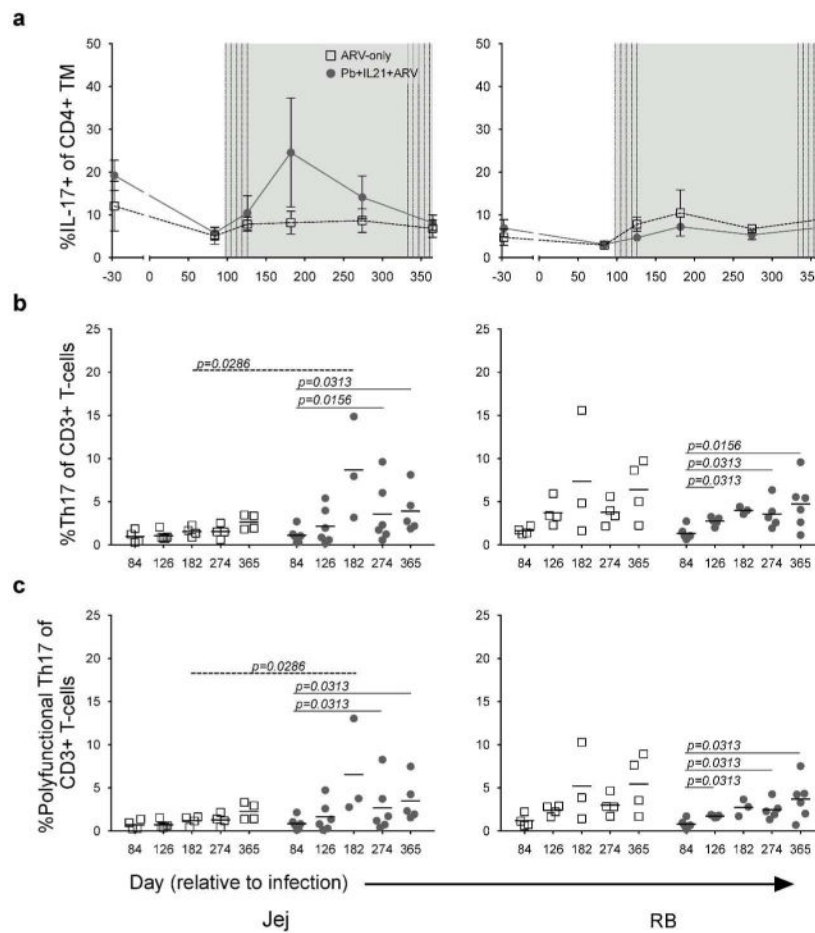 a
50
40
30
20
10
0
%IL-17+ of CD4+ TM
ARV-only
Pb+IL21+ARV
-30 0 50 100 150 200 250 300 350
50
40
30
20
10
0
-30 0 50 100 150 200 250 300 350
b
25
20
15
10
5
0
%Th17 of CD3+ T-cells
p=0.0286
p=0.0313
p=0.0156
84 126 182 274 365 84 126 182 274 365
25
20
15
10
5
0
p=0.0156
p=0.0313
p=0.0313
84 126 182 274 365 84 126 182 274 365
c
25
20
15
10
5
0
%Polyfunctional Th17 of
CD3+ T-cells
p=0.0286
p=0.0313
p=0.0313
84 126 182 274 365 84 126 182 274 365
25
20
15
10
5
0
p=0.0313
p=0.0313
p=0.0313
84 126 182 274 365 84 126 182 274 365
Day (relative to infection)
Jej
RB